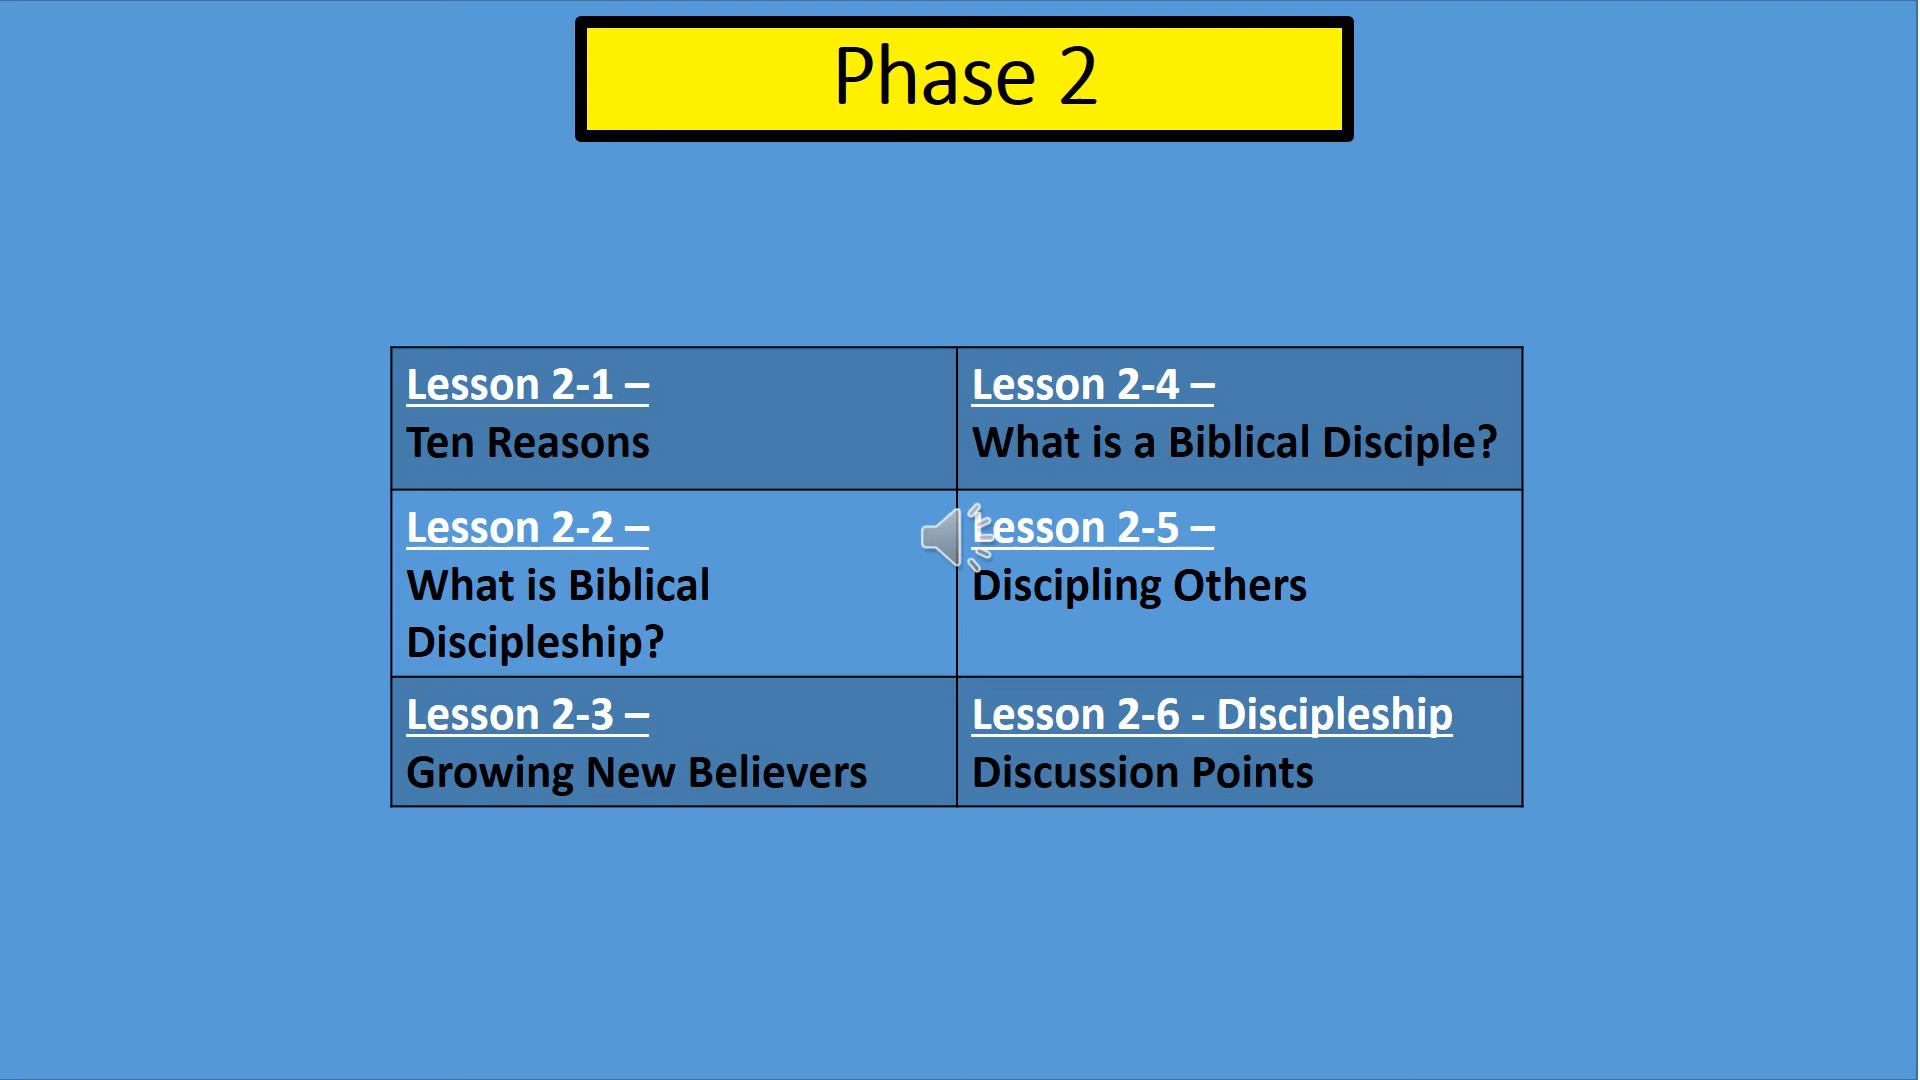 Phase 2
Lesson 2-1 –
Ten Reasons
Lesson 2-4 –
What is a Biblical Disciple?
Lesson 2-2 –
What is Biblical
Discipleship?
Lesson 2-5 –
Discipling Others
Lesson 2-3 –
Growing New Believers
Lesson 2-6 - Discipleship
Discussion Points